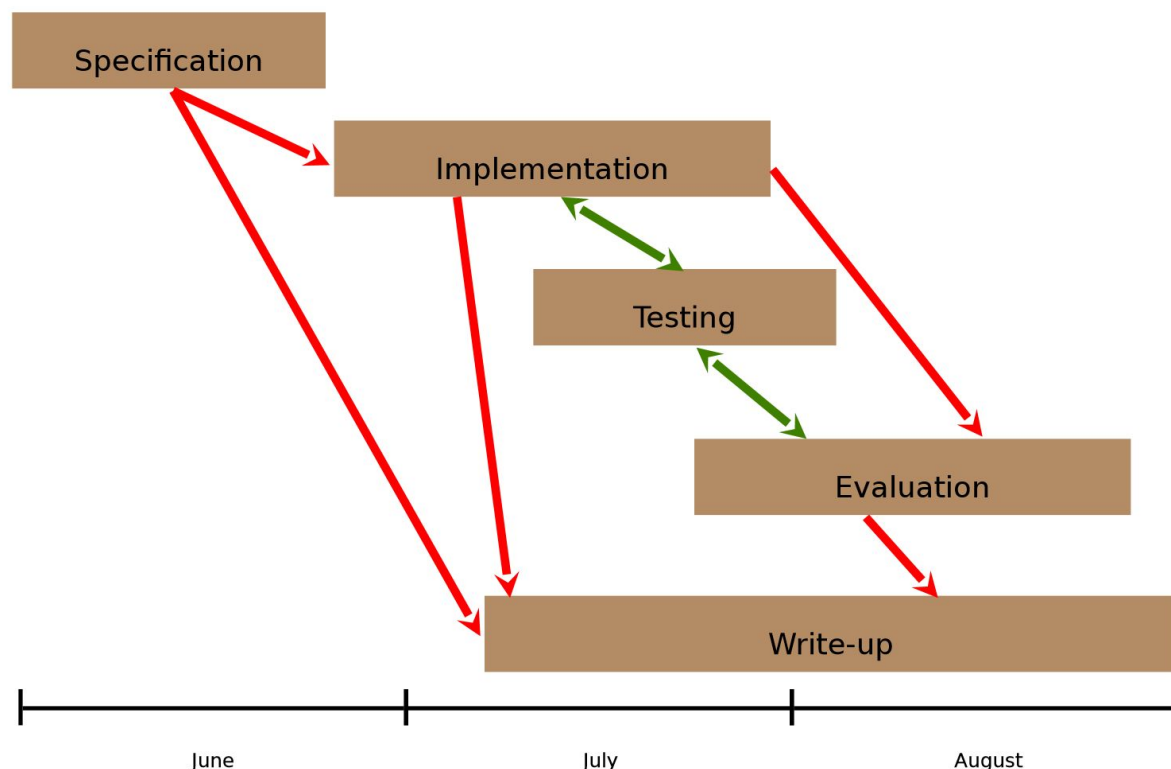 Specification
Implementation
Testing
Evaluation
Write-up
June July August